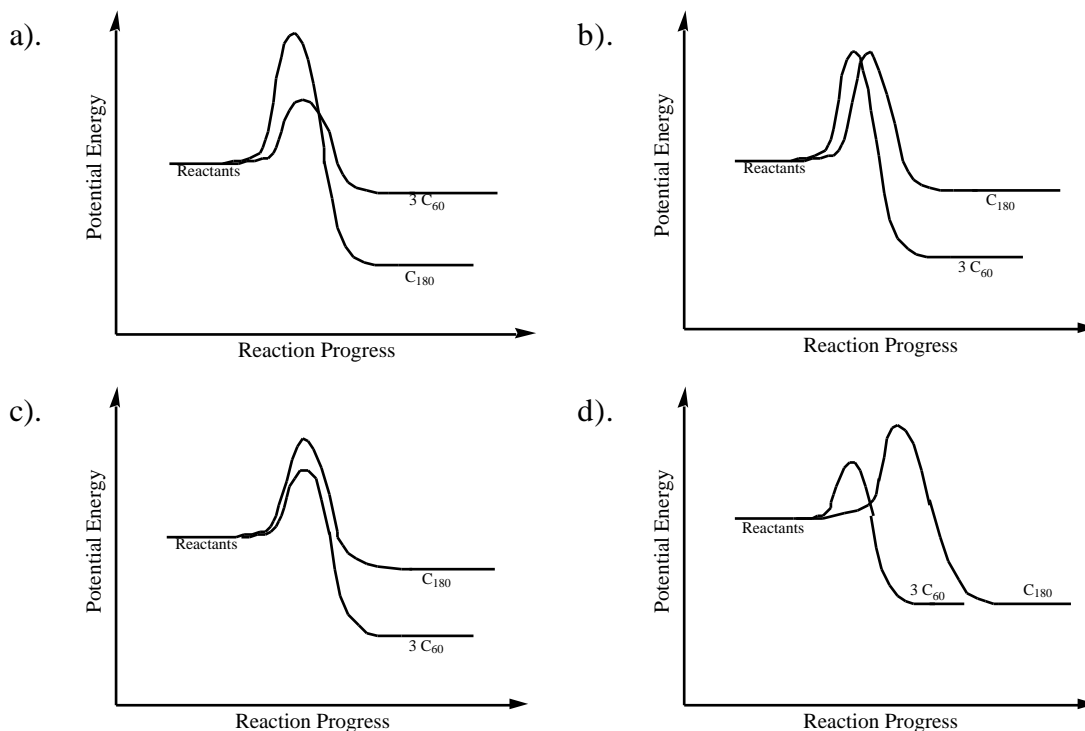 a).
Potential Energy
Reactants
3 C60
C180
Reaction Progress
b).
Potential Energy
Reactants
C180
3 C60
Reaction Progress
c).
Potential Energy
Reactants
C180
3 C60
Reaction Progress
d).
Potential Energy
Reactants
3 C60
C180
Reaction Progress